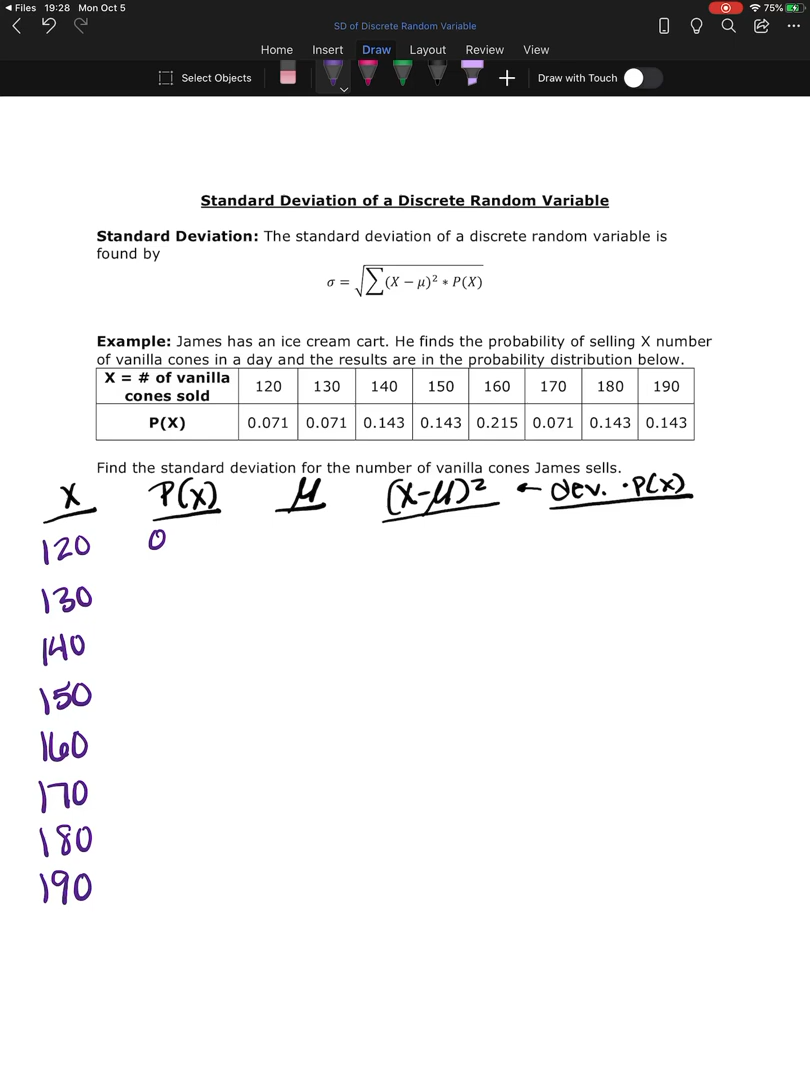 Files 19:28 Mon Oct 5 75%
SD of Discrete Random Variable
Home Insert Draw Layout Review View
Select Objects Draw with Touch
Standard Deviation of a Discrete Random Variable
Standard Deviation: The standard deviation of a discrete random variable is
found by
σ = √∑(X − μ)² * P(X)
Example: James has an ice cream cart. He finds the probability of selling X number
of vanilla cones in a day and the results are in the probability distribution below.
X = # of vanilla
cones sold
120 130 140 150 160 170 180 190
P(X) 0.071 0.071 0.143 0.143 0.215 0.071 0.143 0.143
Find the standard deviation for the number of vanilla cones James sells.
X P(X) μ (X-μ)² ← dev. · P(X)
120 0
130
140
150
160
170
180
190